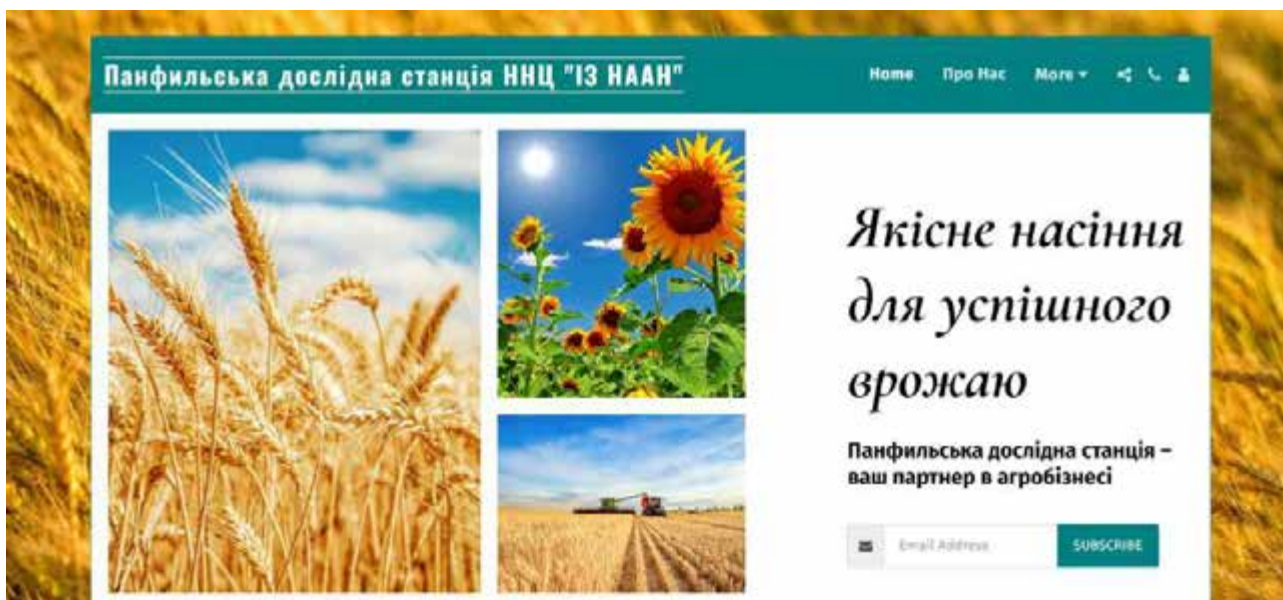 Панфильська дослідна станція ННЦ "ІЗ НААН"
Home Про Нас More
Якісне насіння
для успішного
врожаю
Панфильська дослідна станція –
ваш партнер в агробізнесі
Email Address SUBSCRIBE